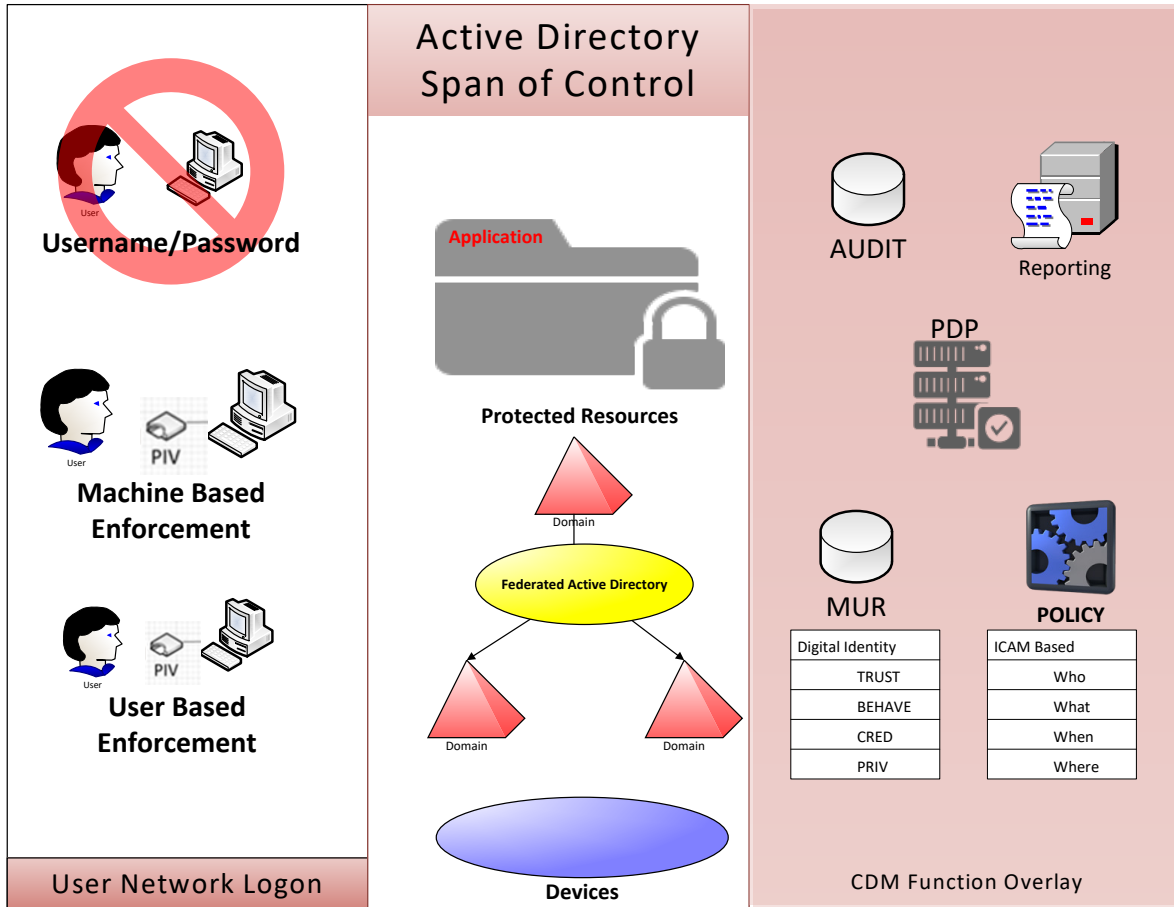 User
Username/Password
User
PIV
Machine Based
Enforcement
User
PIV
User Based
Enforcement
User Network Logon
Active Directory
Span of Control
Application
Protected Resources
Domain
Federated Active Directory
Domain
Domain
Devices
AUDIT
Reporting
PDP
MUR
Digital Identity
TRUST
BEHAVE
CRED
PRIV
POLICY
ICAM Based
Who
What
When
Where
CDM Function Overlay